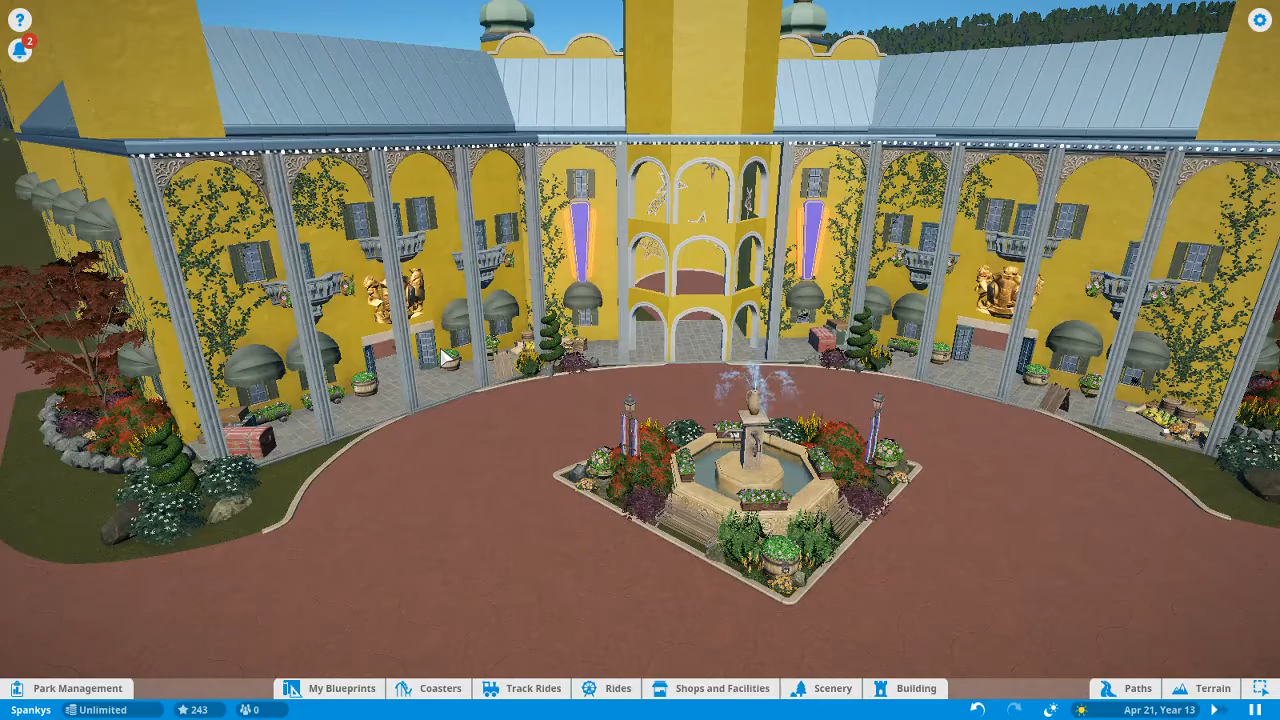 ?
2
Park Management
My Blueprints
Coasters
Track Rides
Rides
Shops and Facilities
Scenery
Building
Paths
Terrain
Spankys
Unlimited
243
0
Apr 21, Year 13